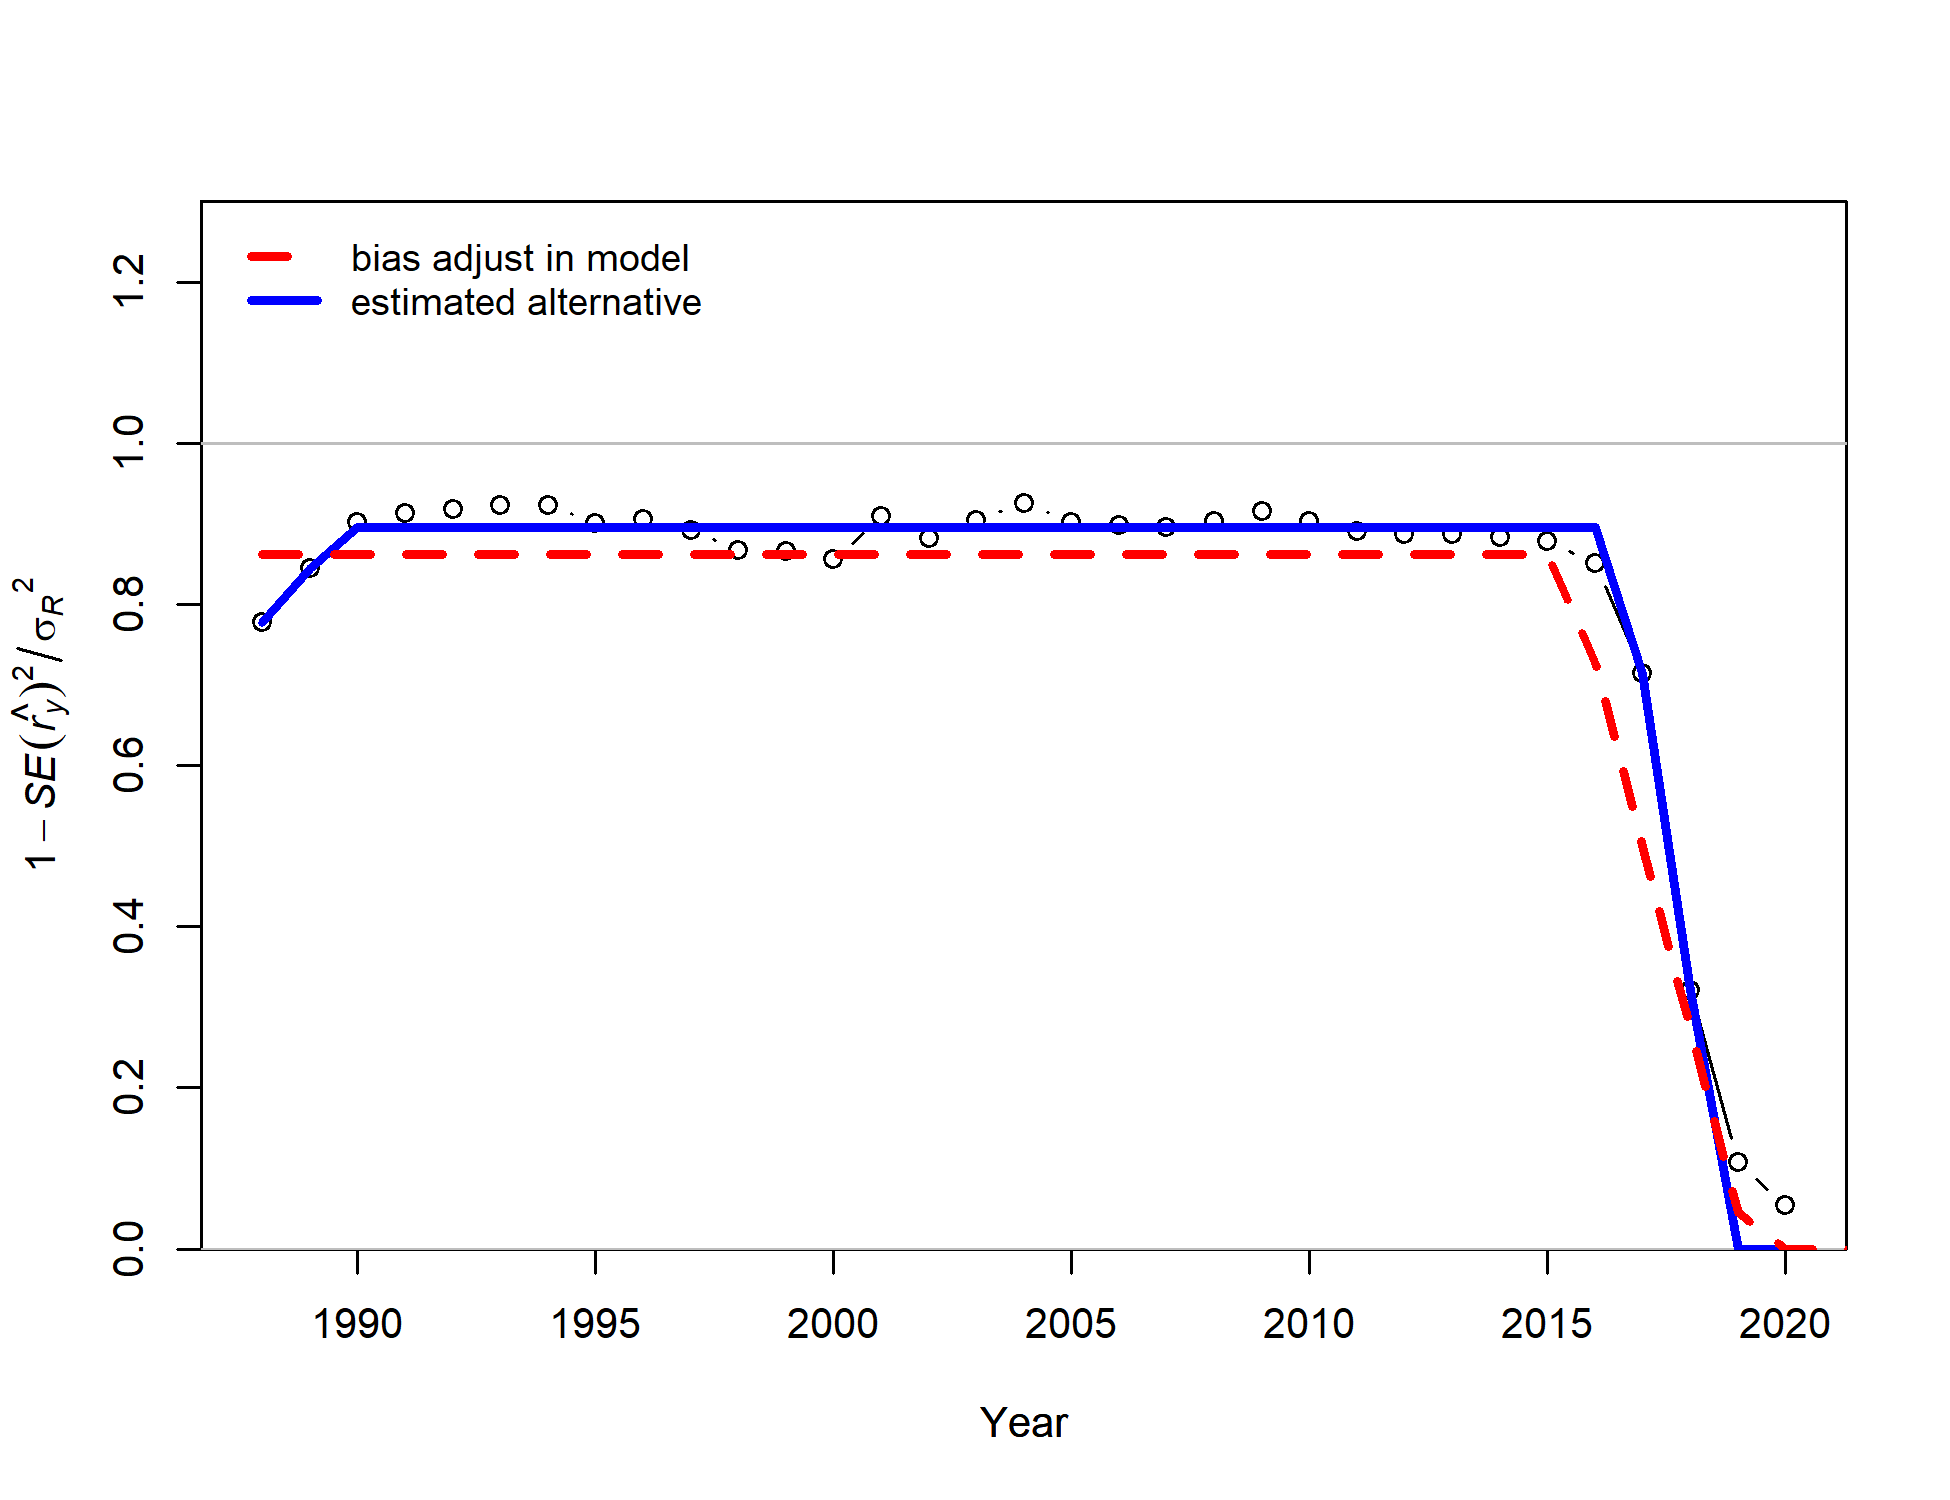 bias adjust in model
estimated alternative
1.2
1.0
0.8
0.6
0.4
0.2
0.0
1 − SE(r̂y)² / σR²
1990 1995 2000 2005 2010 2015 2020
Year